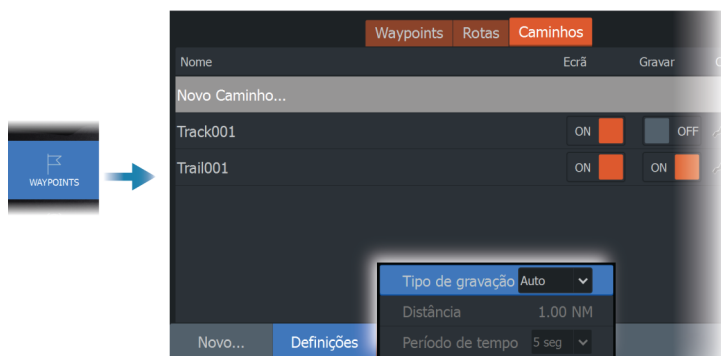 Waypoints Rotas Caminhos
Nome Ecrã Gravar
Novo Caminho...
Track001 ON OFF
WAYPOINTS
Trail001 ON ON
Tipo de gravação Auto
Distância 1.00 NM
Novo... Definições Período de tempo 5 seg